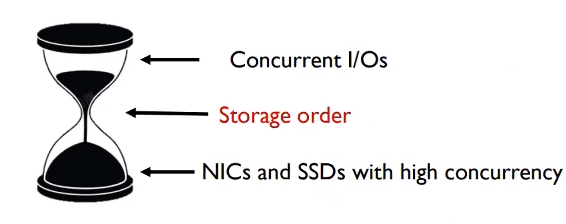 Concurrent I/Os
Storage order
NICs and SSDs with high concurrency